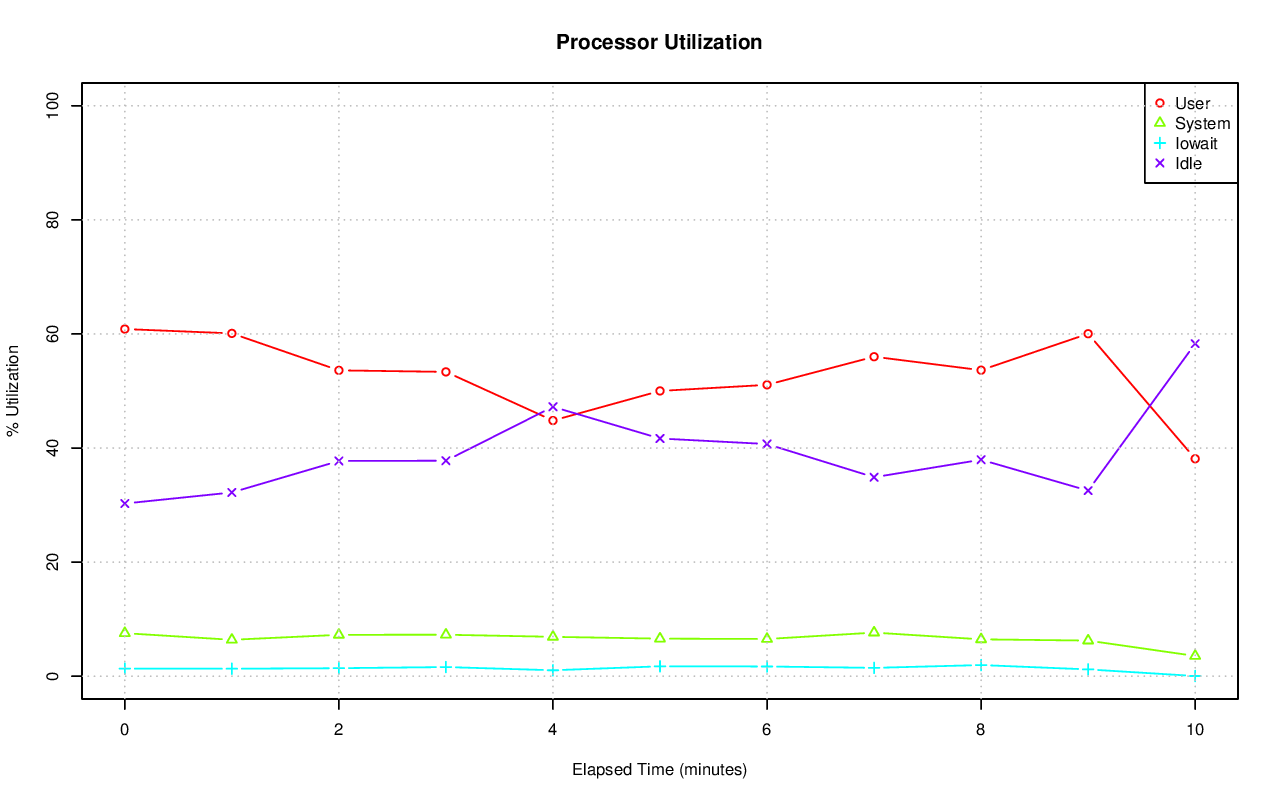 Processor Utilization
% Utilization
100
80
60
40
20
0
User
System
Iowait
Idle
0 2 4 6 8 10
Elapsed Time (minutes)